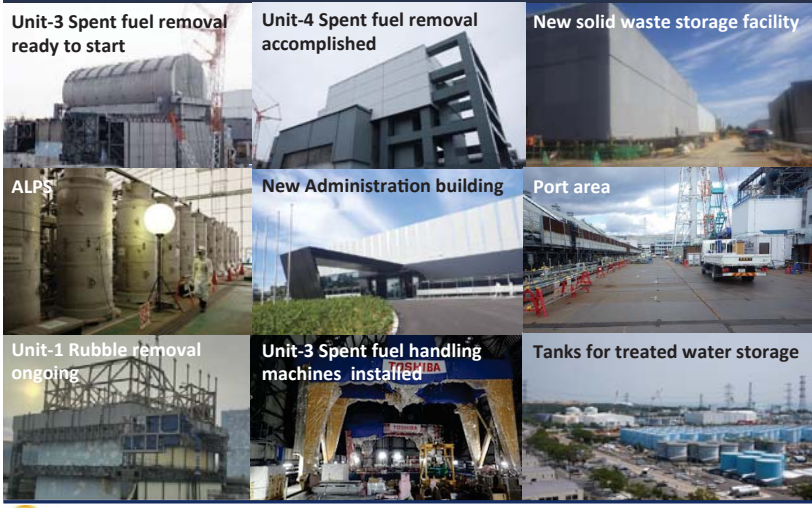 Unit-3 Spent fuel removal
ready to start
Unit-4 Spent fuel removal
accomplished
New solid waste storage facility
ALPS
New Administration building
Port area
Unit-1 Rubble removal
ongoing
Unit-3 Spent fuel handling
machines installed
TOSHIBA
TOSHIBA
Tanks for treated water storage